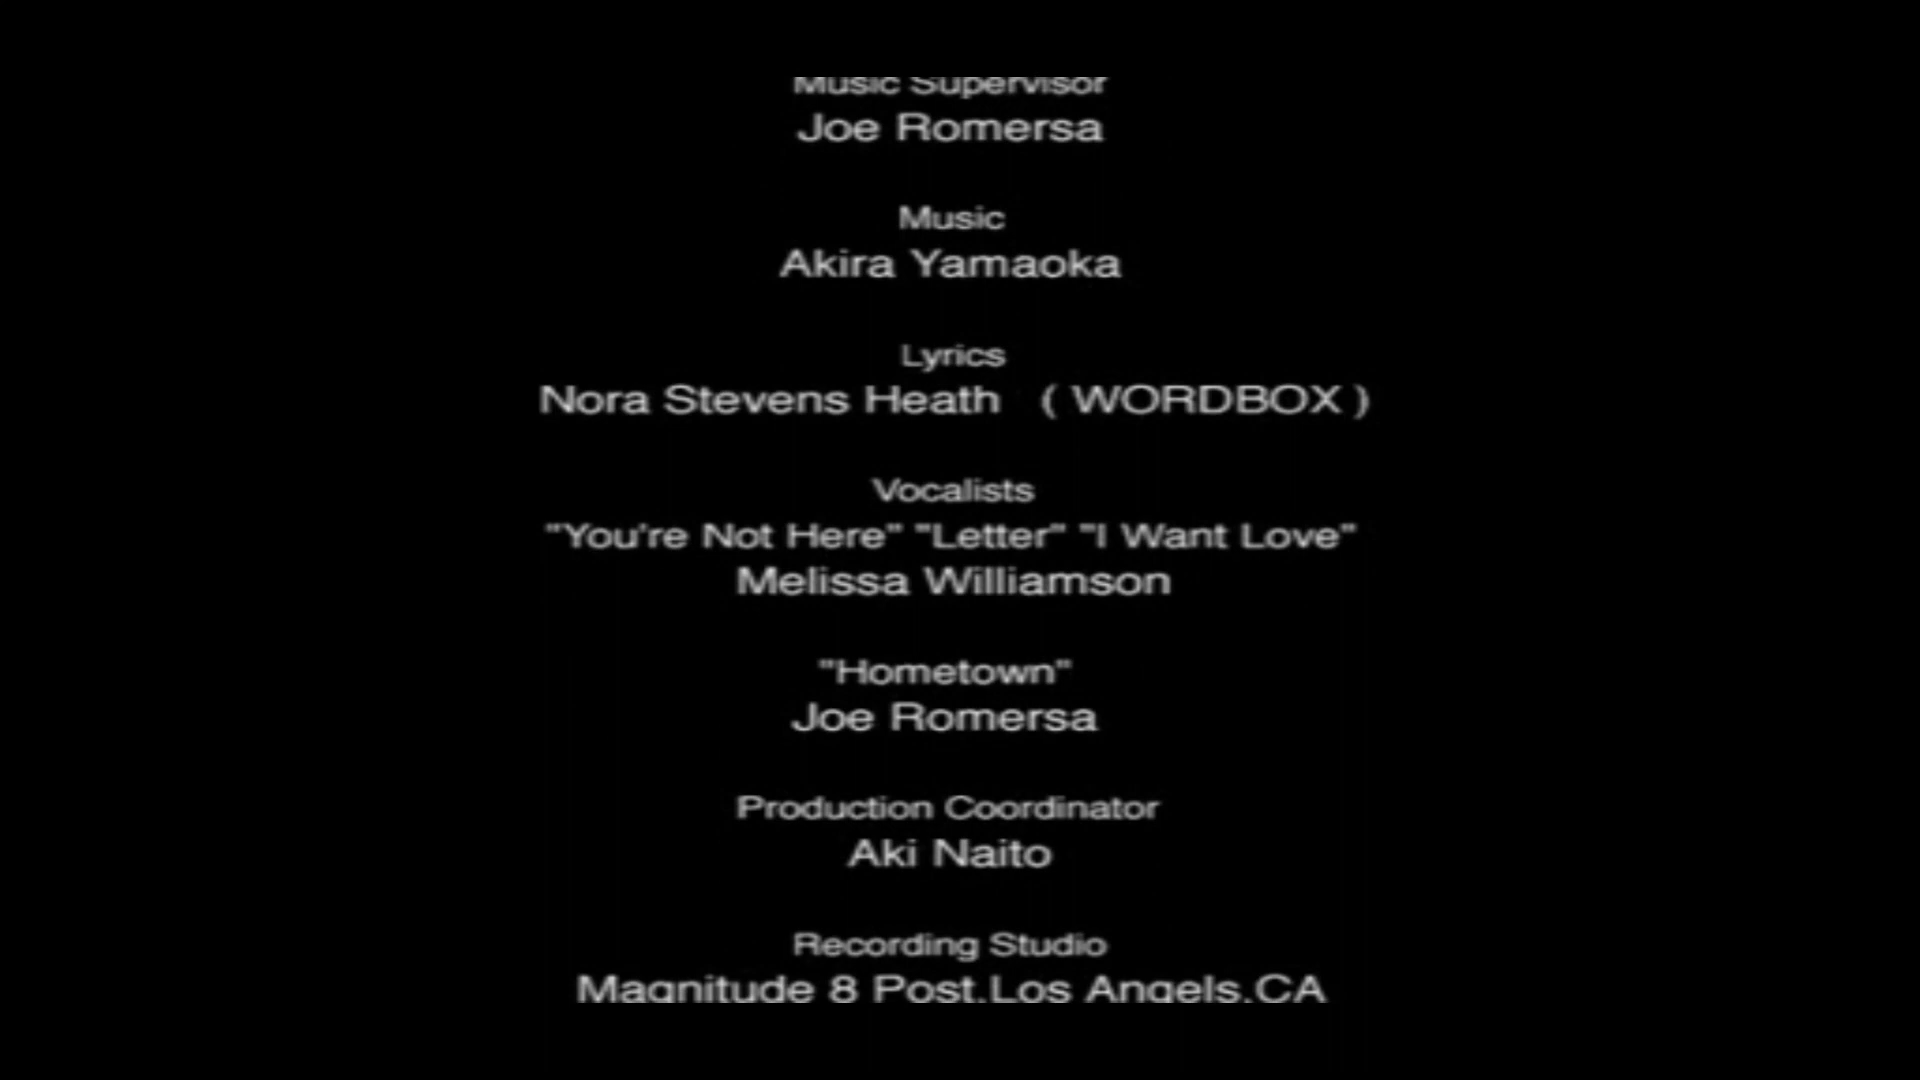 Music Supervisor
Joe Romersa
Music
Akira Yamaoka
Lyrics
Nora Stevens Heath ( WORDBOX )
Vocalists
"You're Not Here" "Letter" "I Want Love"
Melissa Williamson
"Hometown"
Joe Romersa
Production Coordinator
Aki Naito
Recording Studio
Magnitude 8 Post,Los Angels,CA